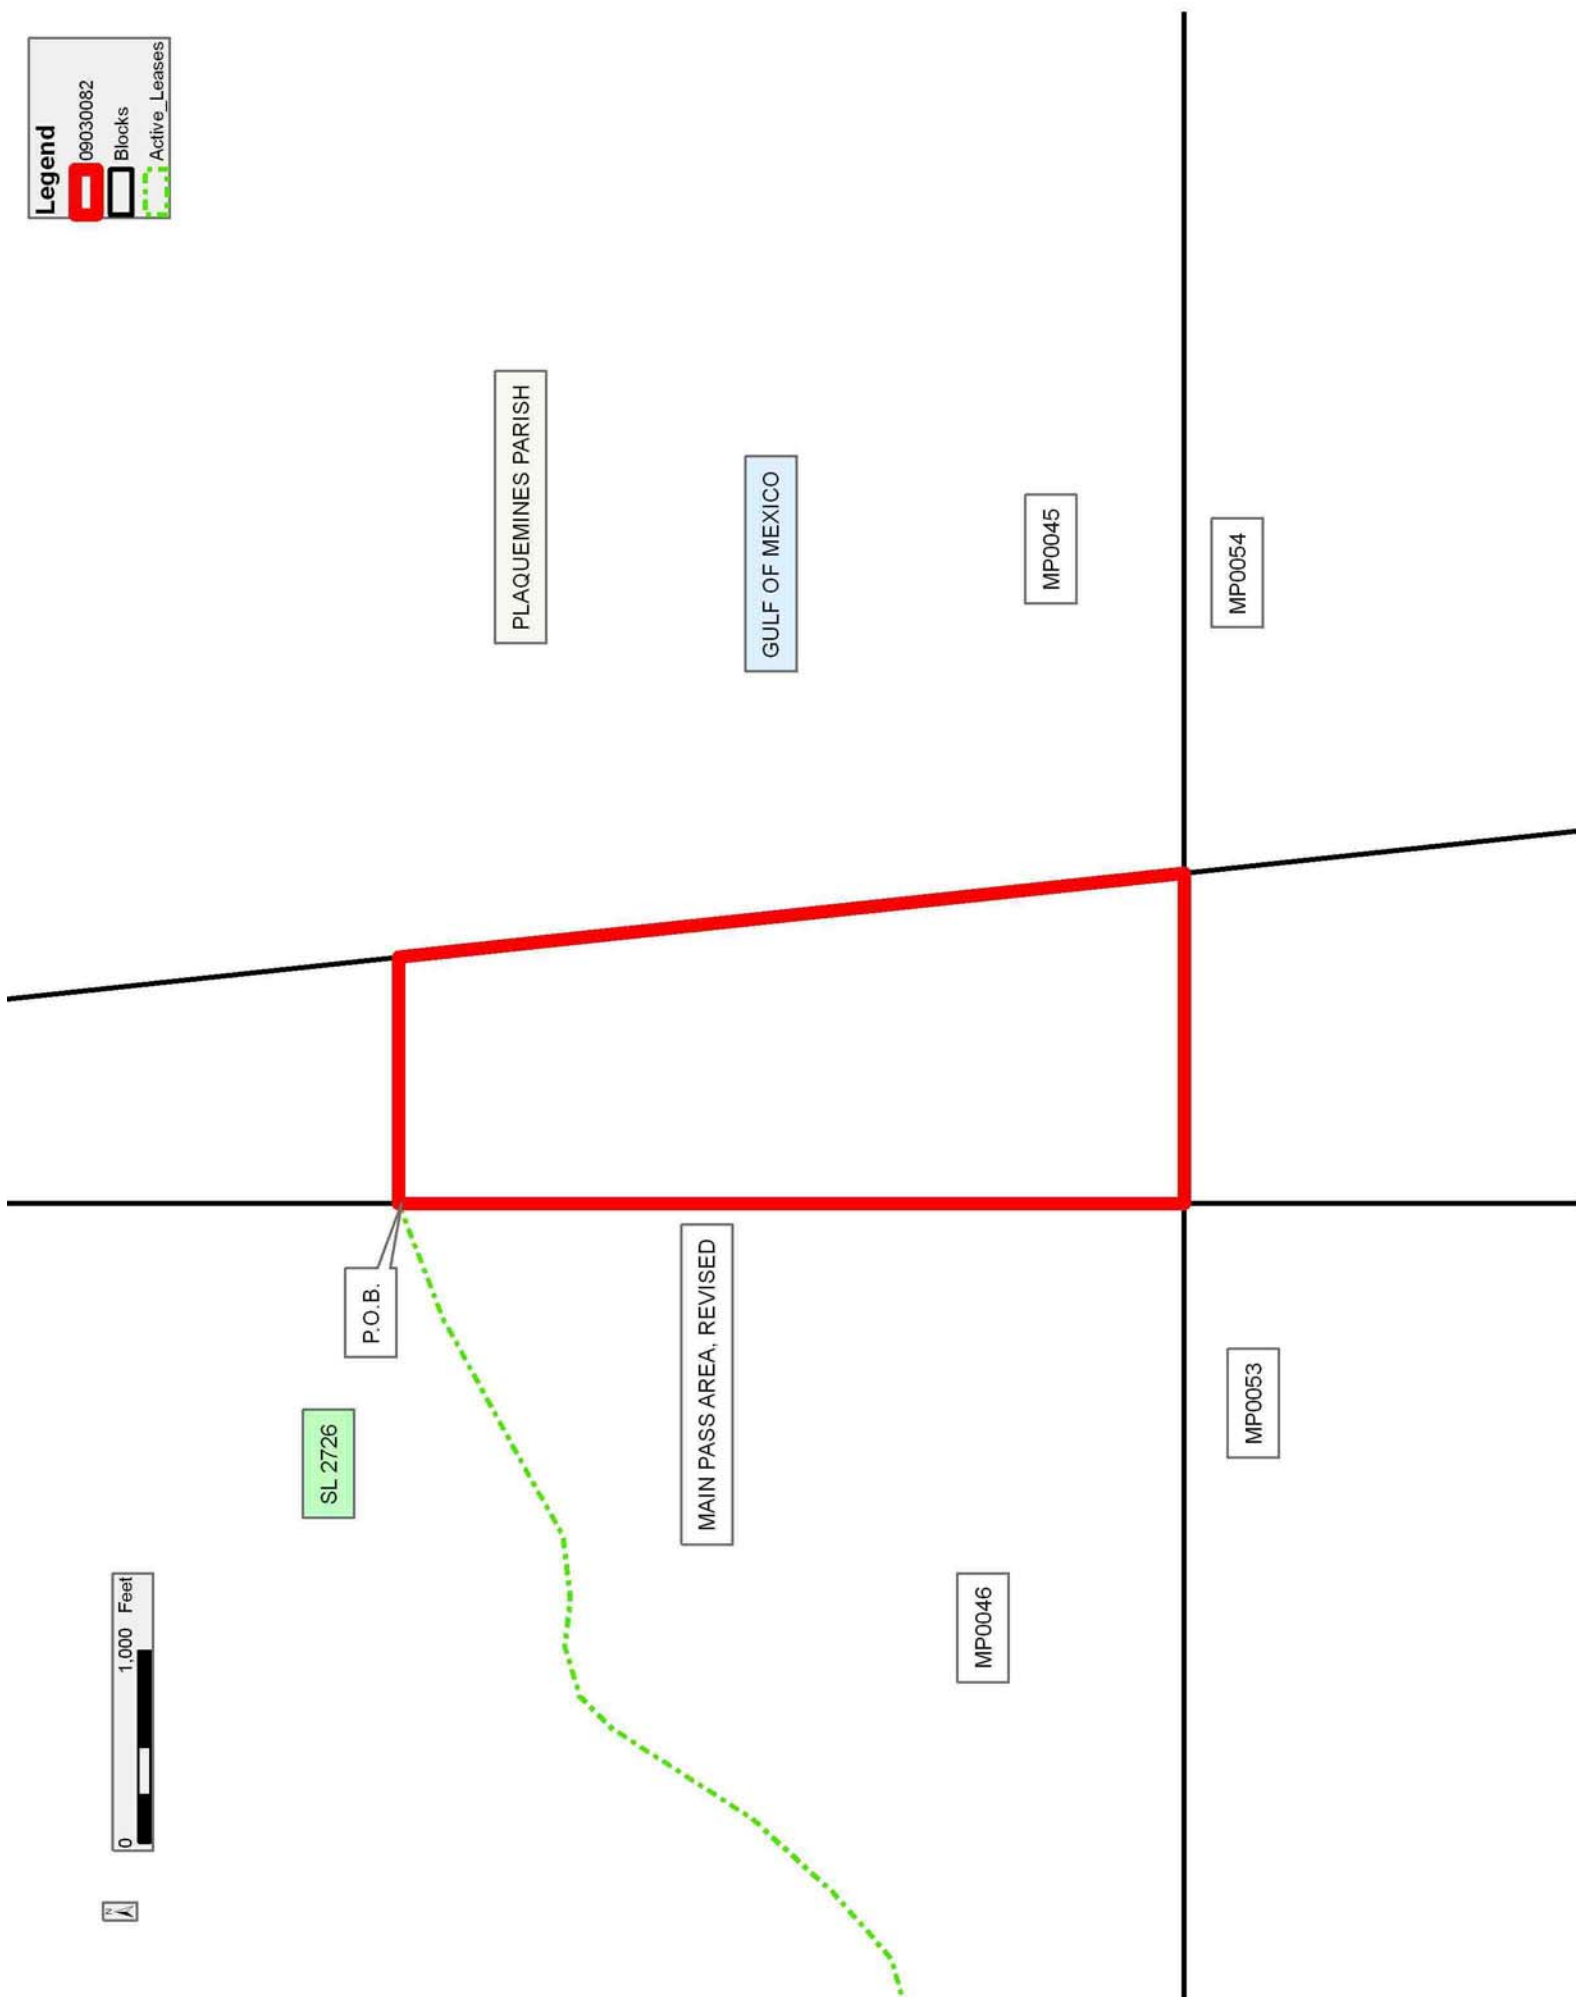 N
0 1,000 Feet
Legend
09030082
Blocks
Active_Leases
SL 2726
P.O.B.
PLAQUEMINES PARISH
MAIN PASS AREA, REVISED
GULF OF MEXICO
MP0046
MP0045
MP0053
MP0054